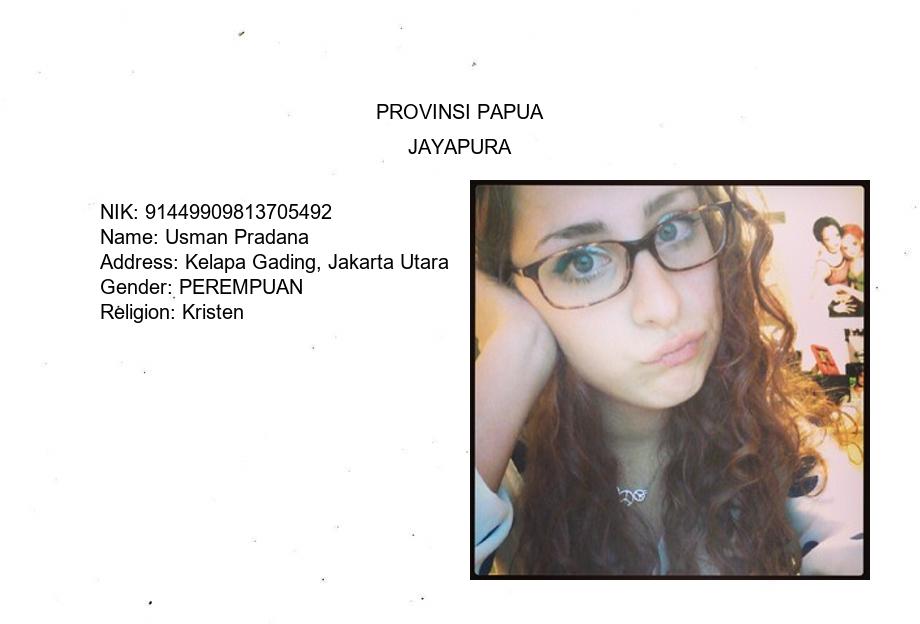 PROVINSI PAPUA
JAYAPURA
NIK: 91449909813705492
Name: Usman Pradana
Address: Kelapa Gading, Jakarta Utara
Gender: PEREMPUAN
Religion: Kristen